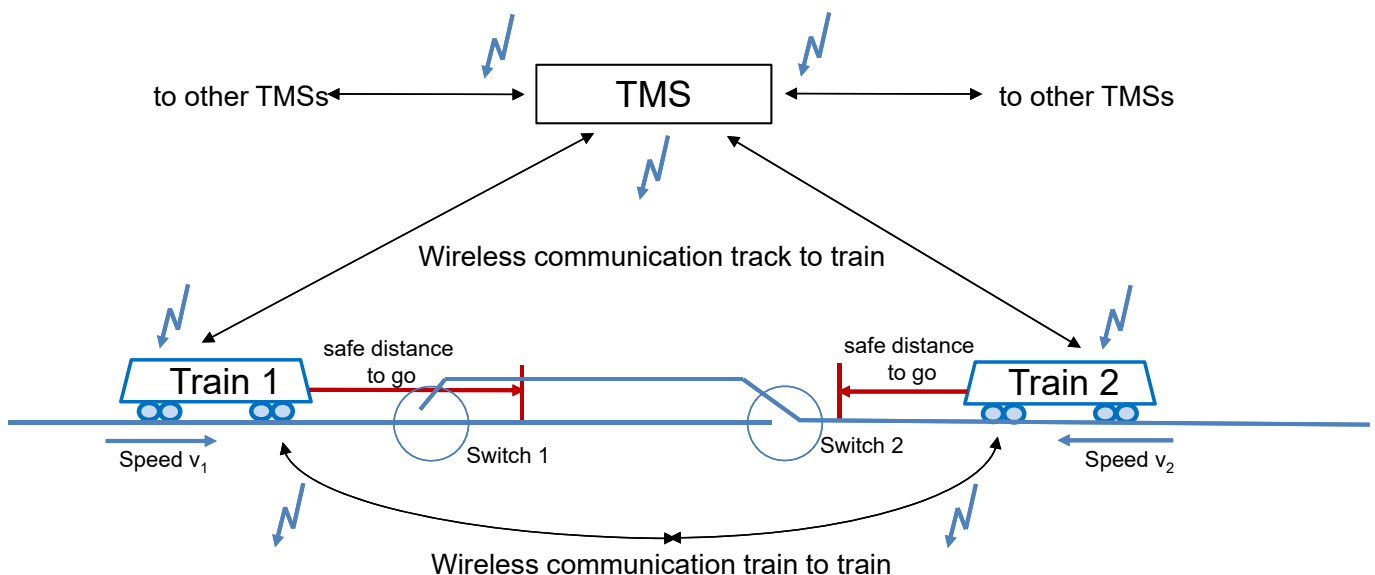 to other TMSs
TMS
to other TMSs
Wireless communication track to train
safe distance
to go
safe distance
to go
Train 1
Train 2
Switch 1
Switch 2
Speed v₁
Speed v₂
Wireless communication train to train